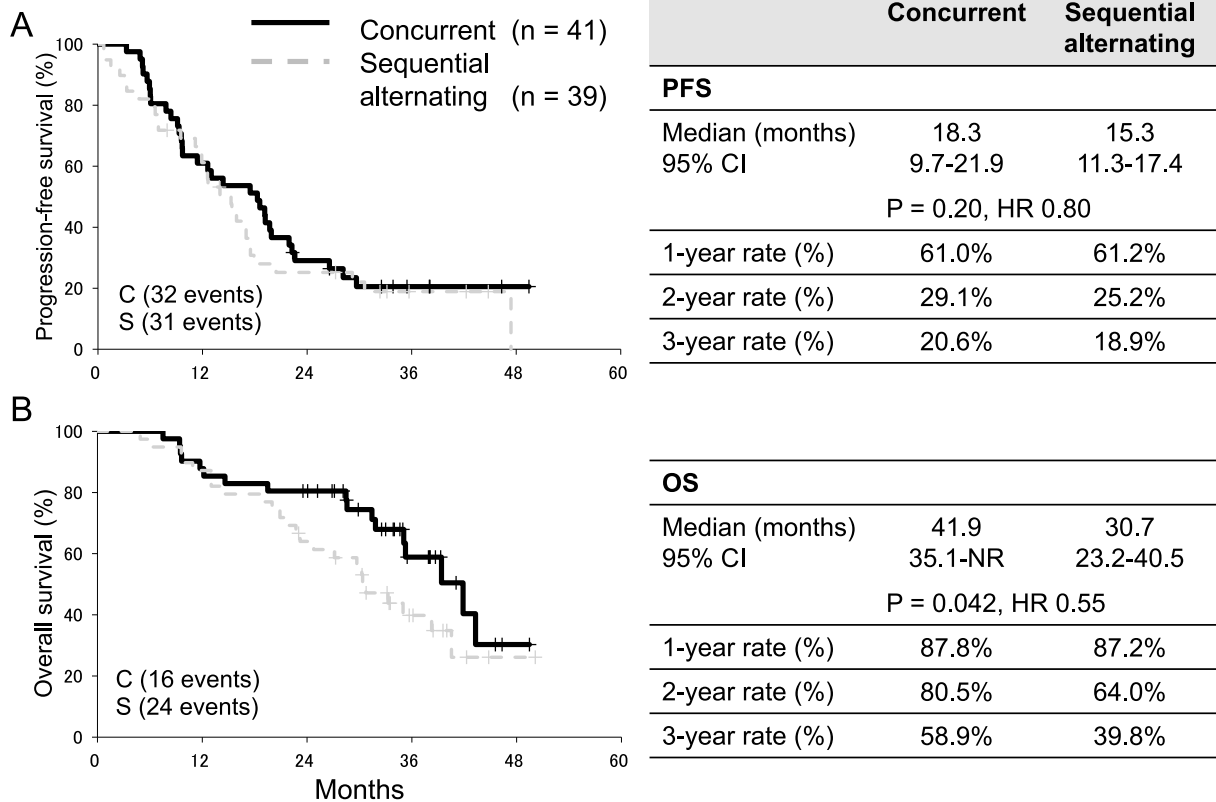 A
Concurrent (n = 41)
Sequential
alternating (n = 39)
Progression-free survival (%)
100
80
60
40
20
0
C (32 events)
S (31 events)
0 12 24 36 48 60
Concurrent Sequential
alternating
PFS
Median (months) 18.3 15.3
95% CI 9.7-21.9 11.3-17.4
P = 0.20, HR 0.80
1-year rate (%) 61.0% 61.2%
2-year rate (%) 29.1% 25.2%
3-year rate (%) 20.6% 18.9%
B
Overall survival (%)
100
80
60
40
20
0
C (16 events)
S (24 events)
0 12 24 36 48 60
Months
OS
Median (months) 41.9 30.7
95% CI 35.1-NR 23.2-40.5
P = 0.042, HR 0.55
1-year rate (%) 87.8% 87.2%
2-year rate (%) 80.5% 64.0%
3-year rate (%) 58.9% 39.8%